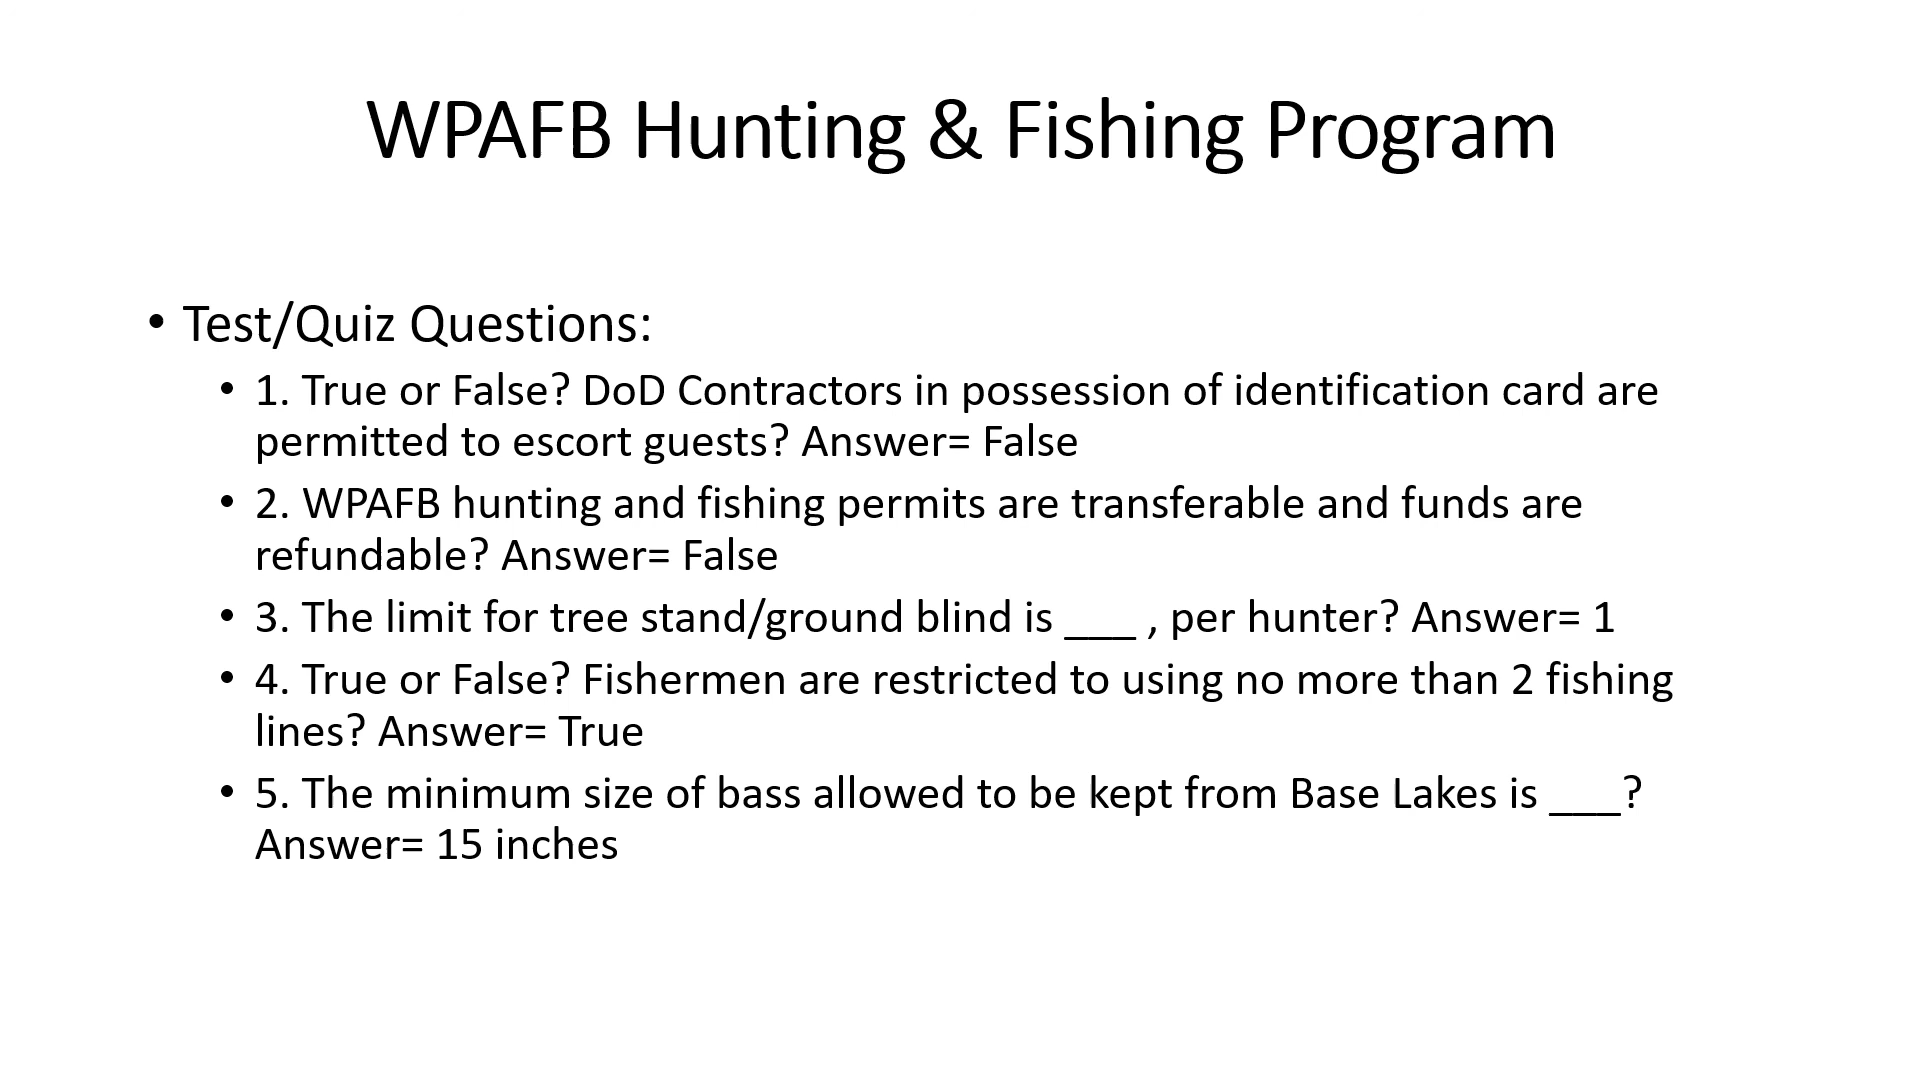 WPAFB Hunting & Fishing Program
• Test/Quiz Questions:
• 1. True or False? DoD Contractors in possession of identification card are
permitted to escort guests? Answer= False
• 2. WPAFB hunting and fishing permits are transferable and funds are
refundable? Answer= False
• 3. The limit for tree stand/ground blind is ___ , per hunter? Answer= 1
• 4. True or False? Fishermen are restricted to using no more than 2 fishing
lines? Answer= True
• 5. The minimum size of bass allowed to be kept from Base Lakes is ___?
Answer= 15 inches